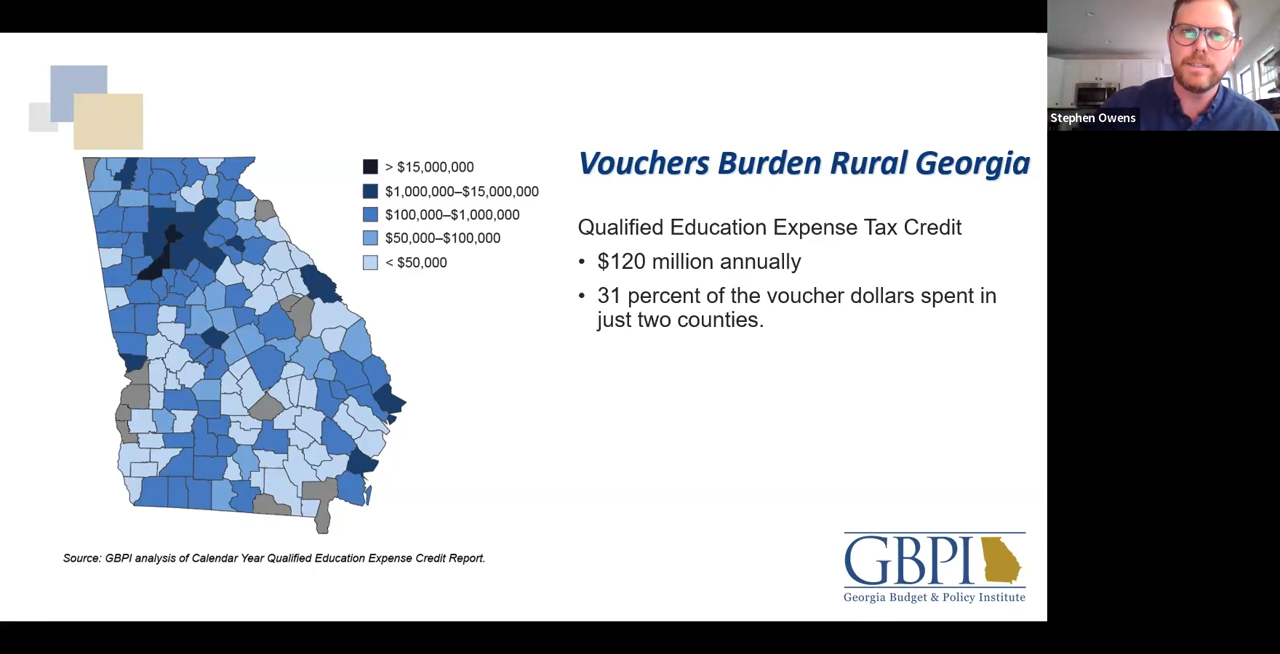 Stephen Owens
> $15,000,000
$1,000,000–$15,000,000
$100,000–$1,000,000
$50,000–$100,000
< $50,000
Vouchers Burden Rural Georgia
Qualified Education Expense Tax Credit
• $120 million annually
• 31 percent of the voucher dollars spent in
just two counties.
Source: GBPI analysis of Calendar Year Qualified Education Expense Credit Report.
GBPI
Georgia Budget & Policy Institute